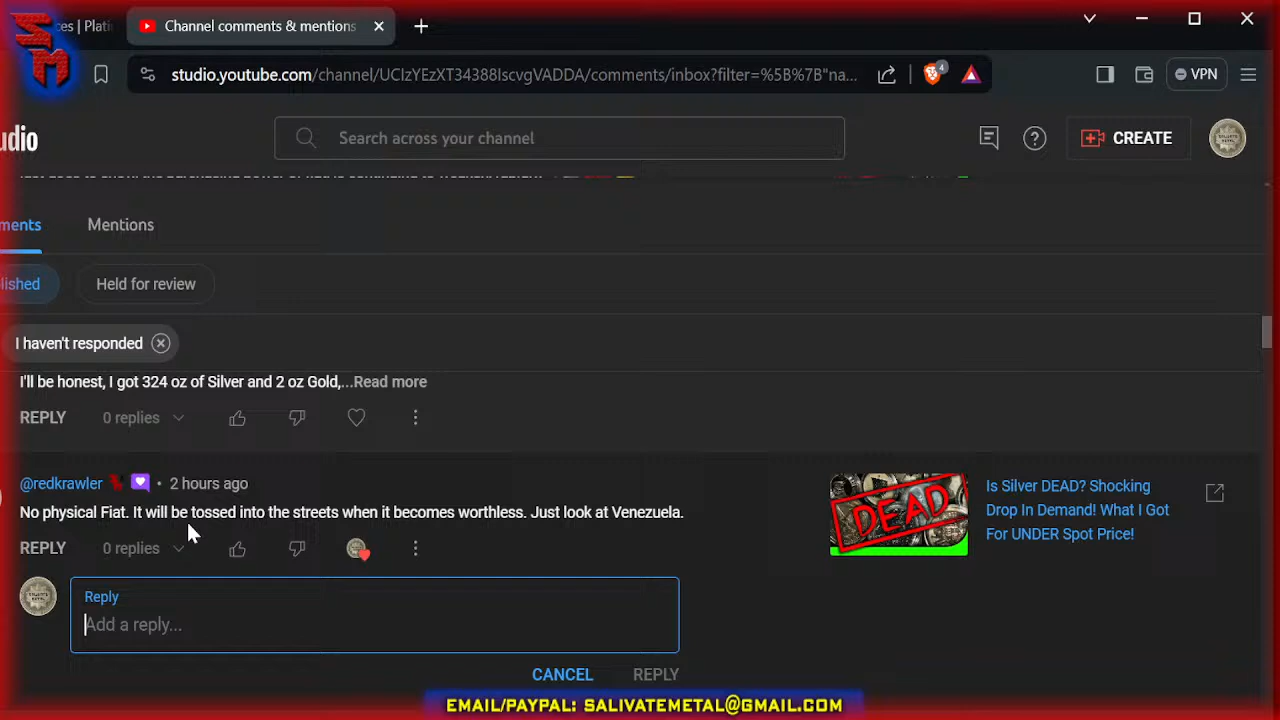 SM
ces | Plati
Channel comments & mentions
studio.youtube.com/channel/UCIzYEzXT34388IscvgVADDA/comments/inbox?filter=%5B%7B"na...
4
VPN
udio
Search across your channel
CREATE
ments
Mentions
lished
Held for review
I haven't responded
I'll be honest, I got 324 oz of Silver and 2 oz Gold,...Read more
REPLY
0 replies
@redkrawler • 2 hours ago
No physical Fiat. It will be tossed into the streets when it becomes worthless. Just look at Venezuela.
REPLY
0 replies
DEAD
Is Silver DEAD? Shocking
Drop In Demand! What I Got
For UNDER Spot Price!
Reply
Add a reply...
CANCEL
REPLY
EMAIL/PAYPAL: SALIVATEMETAL@GMAIL.COM